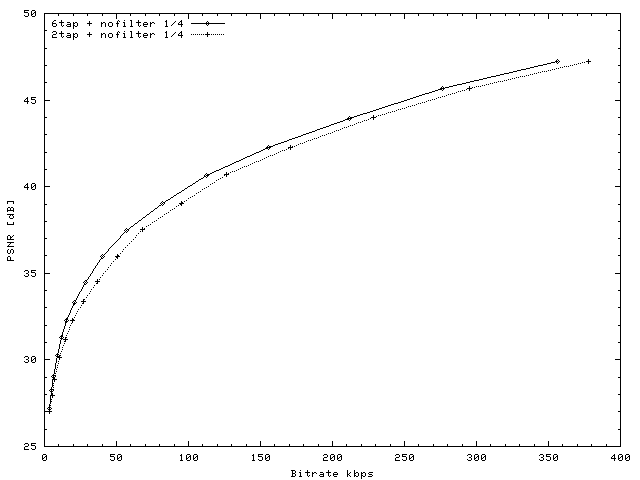 50
6tap + nofilter 1/4
2tap + nofilter 1/4
45
40
PSNR [dB]
35
30
25
0 50 100 150 200 250 300 350 400
Bitrate kbps